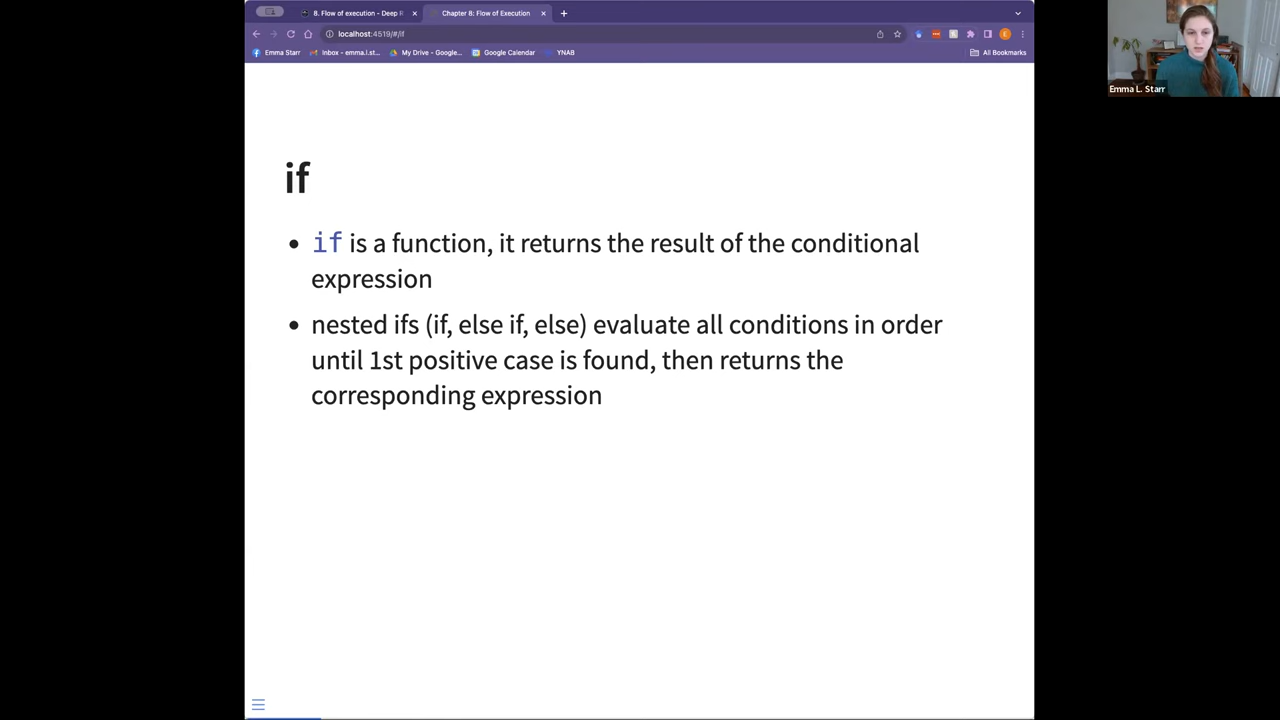 8. Flow of execution - Deep R
Chapter 8: Flow of Execution
localhost:4519/#/if
Emma Starr
Inbox - emma.l.st...
My Drive - Google...
Google Calendar
YNAB
All Bookmarks
E
Emma L. Starr
if
if is a function, it returns the result of the conditional
expression
nested ifs (if, else if, else) evaluate all conditions in order
until 1st positive case is found, then returns the
corresponding expression